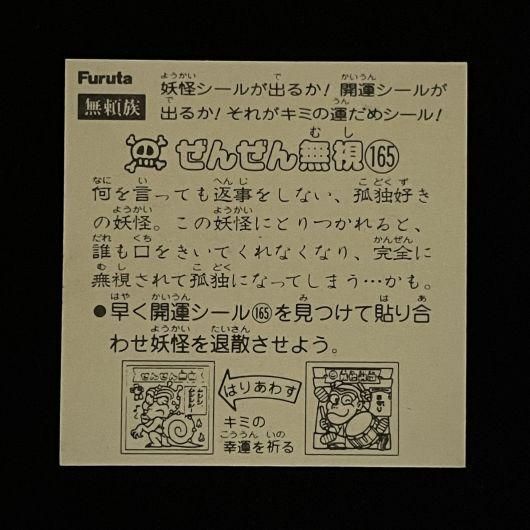 Furuta
無頼族
妖怪シールが出るか! 開運シールが
出るか! それがキミの運だめシール!
ぜんぜん無視165
何を言っても返事をしない、孤独好き
の妖怪。この妖怪にとりつかれると、
誰も口をきいてくれなくなり、完全に
無視されて孤独になってしまう…かも。
●早く開運シール165を見つけて貼り合
わせ妖怪を退散させよう。
ぜんぜん無視
はりあわす
キミの
幸運を祈る